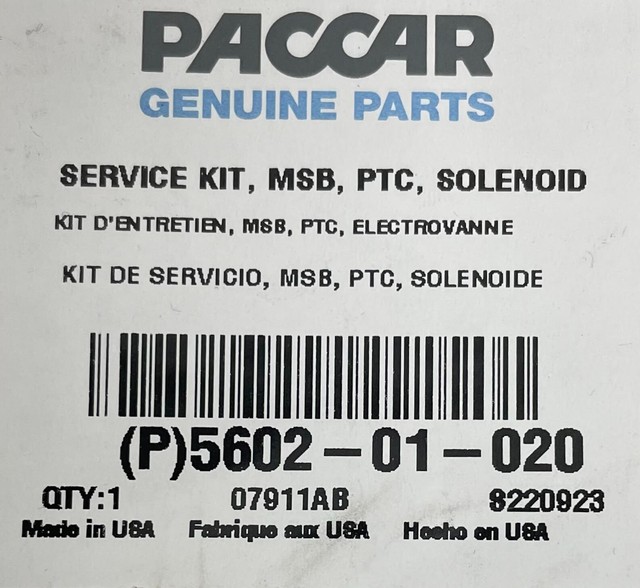 PACCAR
GENUINE PARTS
SERVICE KIT, MSB, PTC, SOLENOID
KIT D'ENTRETIEN, MSB, PTC, ELECTROVANNE
KIT DE SERVICIO, MSB, PTC, SOLENOIDE
(P)5602-01-020
QTY:1 07911AB 8220923
Made in USA Fabrique aux USA Hecho en USA